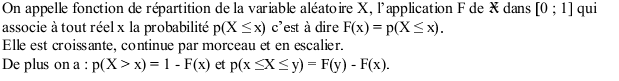 On appelle fonction de répartition de la variable aléatoire X, l'application F de ℝ dans [0 ; 1] qui
associe à tout réel x la probabilité p(X ≤ x) c'est à dire F(x) = p(X ≤ x).
Elle est croissante, continue par morceau et en escalier.
De plus on a : p(X > x) = 1 - F(x) et p(x ≤X ≤ y) = F(y) - F(x).